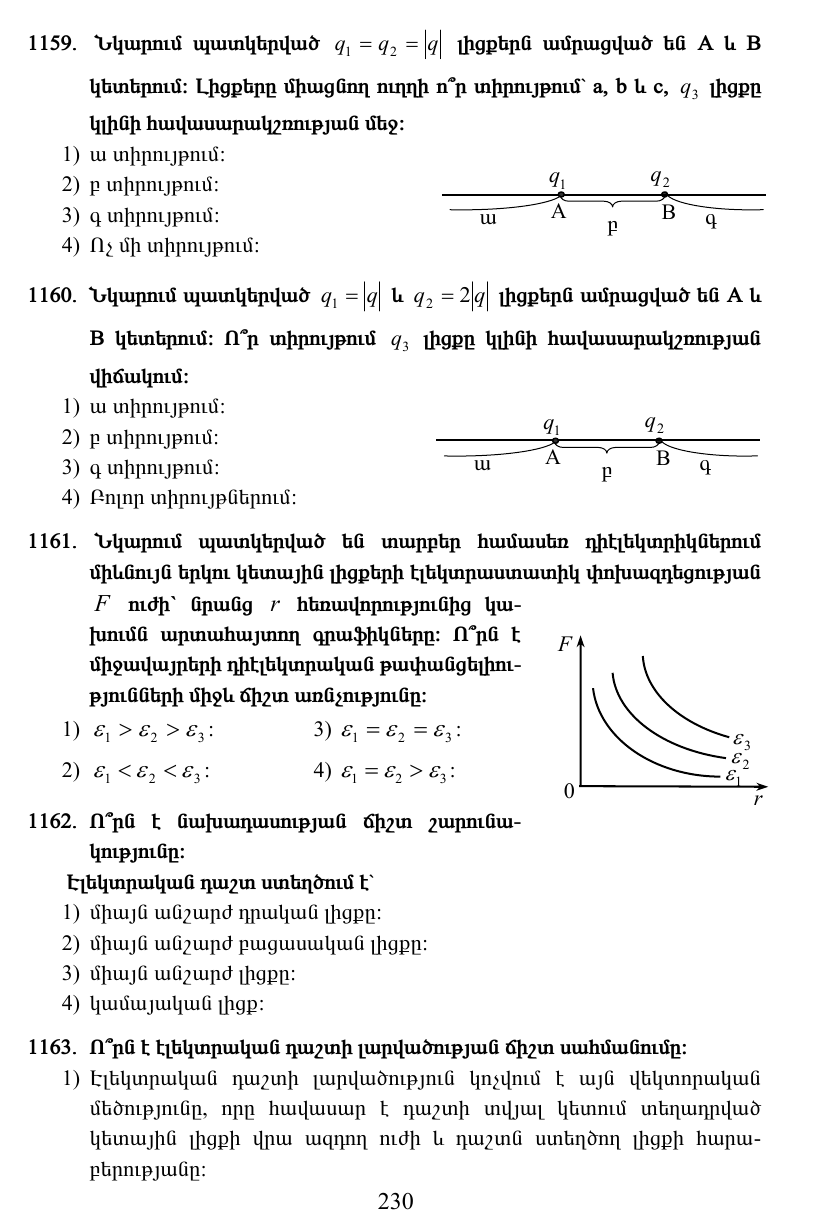 1159. Նկարում պատկերված q₁ = q₂ = |q| լիցքերն ամրացված են A և B
կետերում: Լիցքերը միացնող ուղղի ո՞ր տիրույթում՝ a, b և c, q₃ լիցքը
կլինի հավասարակշռության մեջ:
1) ա տիրույթում:
2) բ տիրույթում:
3) գ տիրույթում:
4) Ոչ մի տիրույթում:
q₁ q₂
ա A բ B գ
1160. Նկարում պատկերված q₁ = |q| և q₂ = 2|q| լիցքերն ամրացված են A և
B կետերում: Ո՞ր տիրույթում q₃ լիցքը կլինի հավասարակշռության
վիճակում:
1) ա տիրույթում:
2) բ տիրույթում:
3) գ տիրույթում:
4) Բոլոր տիրույթներում:
q₁ q₂
ա A բ B գ
1161. Նկարում պատկերված են տարբեր համասեռ դիէլեկտրիկներում
միևնույն երկու կետային լիցքերի էլեկտրաստատիկ փոխազդեցության
F ուժի՝ նրանց r հեռավորությունից կա-
խումն արտահայտող գրաֆիկները: Ո՞րն է
միջավայրերի դիէլեկտրական թափանցելիու-
թյունների միջև ճիշտ առնչությունը:
1) ε₁ > ε₂ > ε₃: 3) ε₁ = ε₂ = ε₃:
2) ε₁ < ε₂ < ε₃: 4) ε₁ = ε₂ > ε₃:
F
ε₃
ε₂
ε₁
0 r
1162. Ո՞րն է նախադասության ճիշտ շարունա-
կությունը:
Էլեկտրական դաշտ ստեղծում է՝
1) միայն անշարժ դրական լիցքը:
2) միայն անշարժ բացասական լիցքը:
3) միայն անշարժ լիցքը:
4) կամայական լիցք:
1163. Ո՞րն է էլեկտրական դաշտի լարվածության ճիշտ սահմանումը:
1) Էլեկտրական դաշտի լարվածություն կոչվում է այն վեկտորական
մեծությունը, որը հավասար է դաշտի տվյալ կետում տեղադրված
կետային լիցքի վրա ազդող ուժի և դաշտն ստեղծող լիցքի հարա-
բերությանը:
230